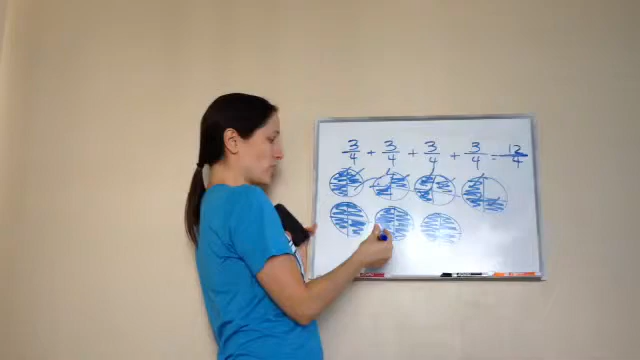 3/4 + 3/4 + 3/4 + 3/4 = 12/4